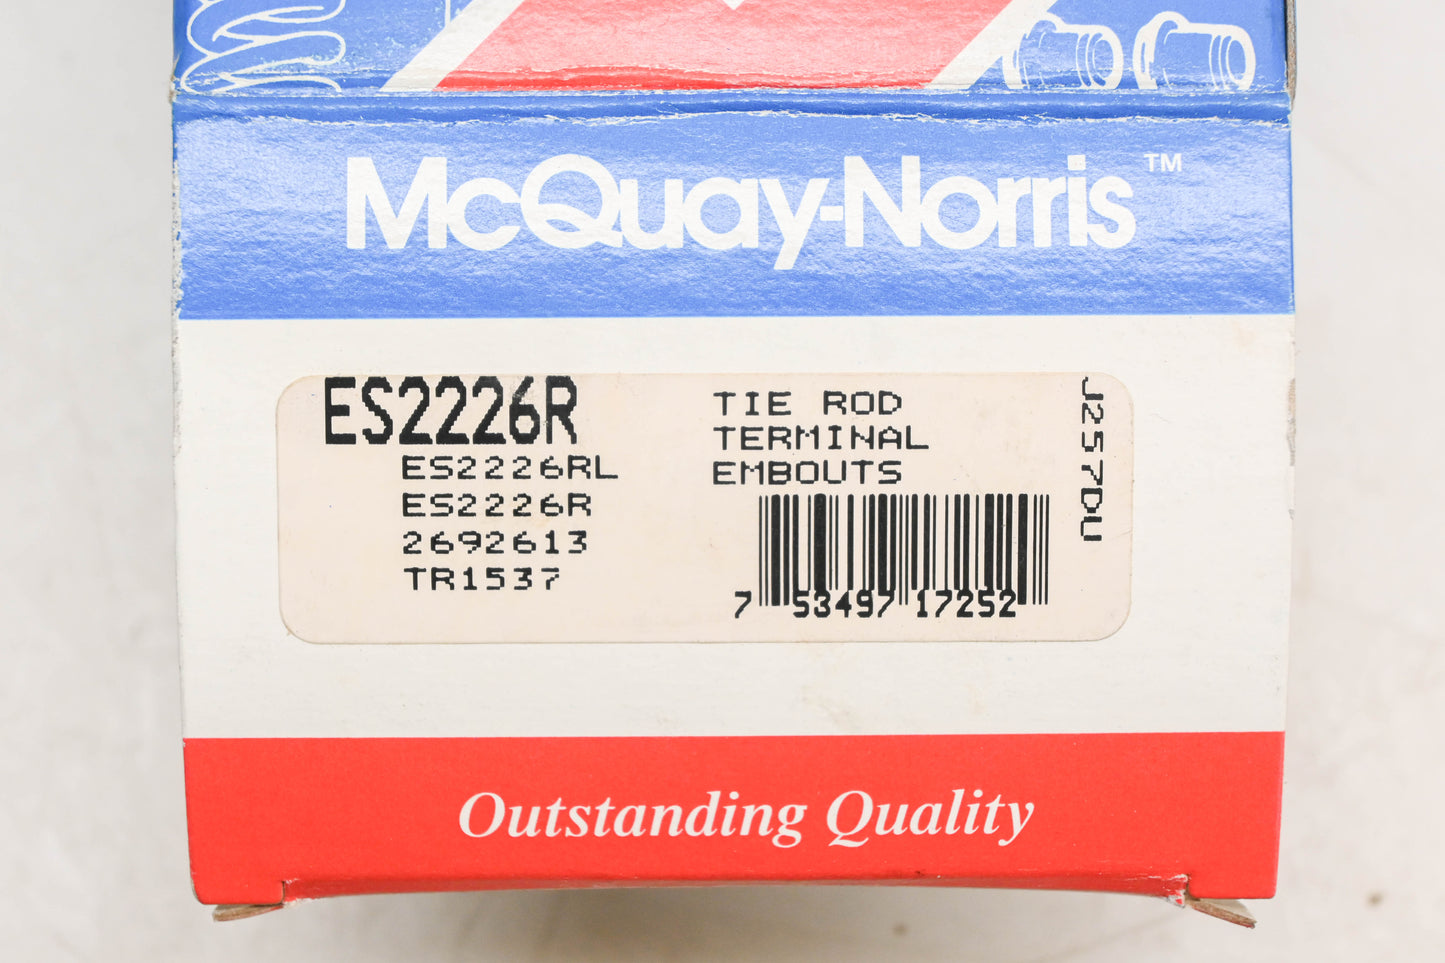 McQuay-Norris™
ES2226R
ES2226RL
ES2226R
2692613
TR1537
TIE ROD
TERMINAL
EMBOUTS
7 53497 17252
J257DU
Outstanding Quality